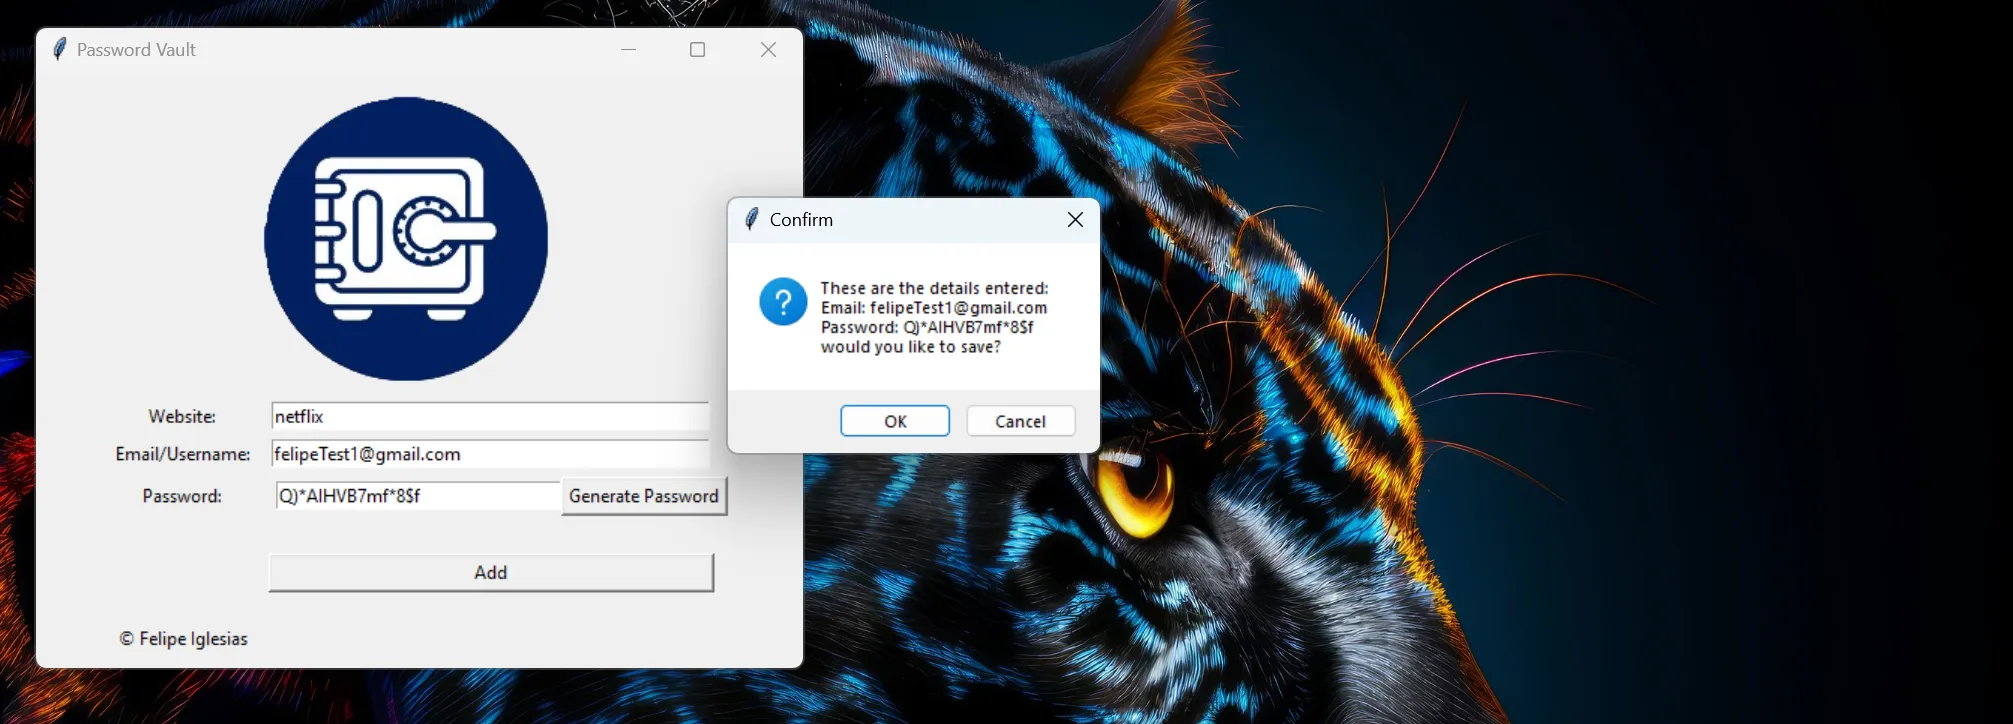 Password Vault
Website:
netflix
Email/Username:
felipeTest1@gmail.com
Password:
Q)*AIHVB7mf*8$f
Generate Password
Add
© Felipe Iglesias
Confirm
?
These are the details entered:
Email: felipeTest1@gmail.com
Password: Q)*AIHVB7mf*8$f
would you like to save?
OK
Cancel